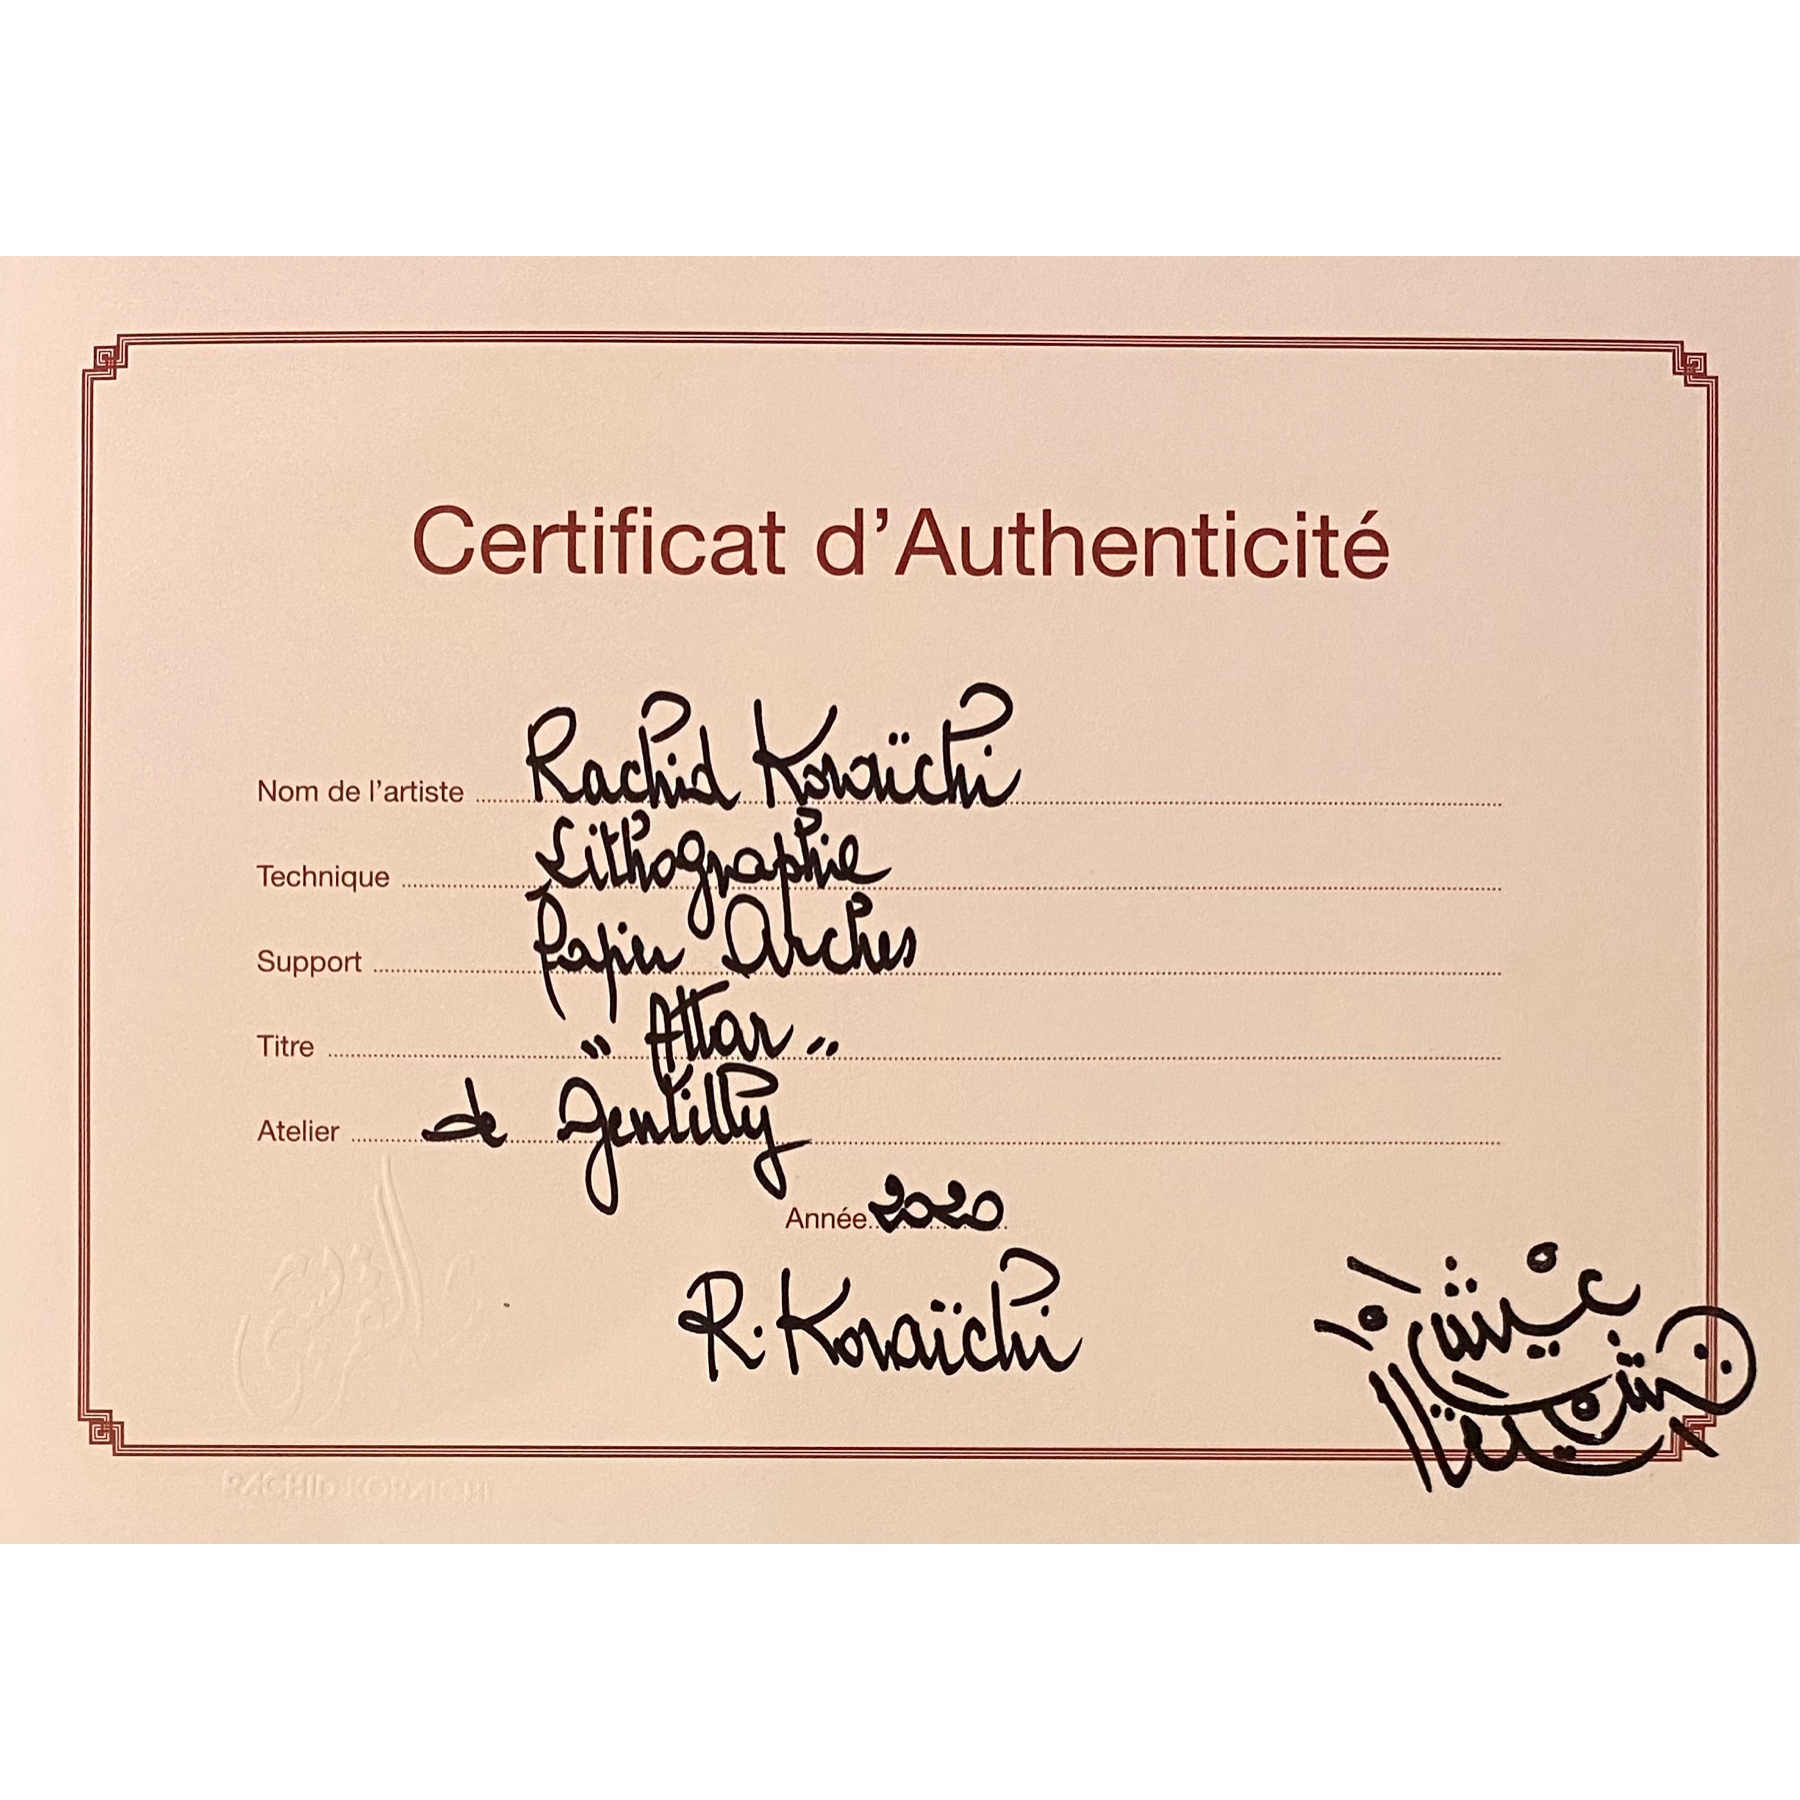 Certificat d'Authenticité
Nom de l'artiste Rachid Koraïchi
Technique Lithographie
Support Papier Arches
Titre " Attar "
Atelier de Gentilly
Année 2020
R. Koraïchi
RACHID KORAICHI